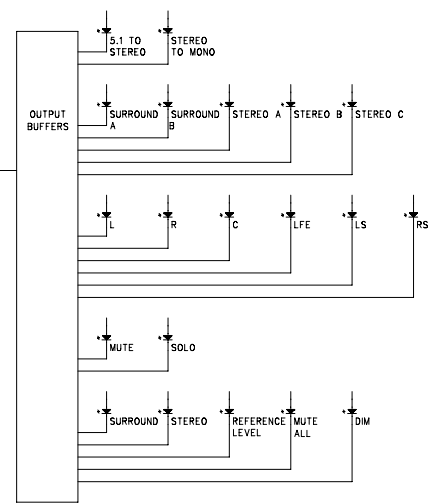 5.1 TO STEREO
STEREO TO MONO
OUTPUT BUFFERS
SURROUND A
SURROUND B
STEREO A
STEREO B
STEREO C
L
R
C
LFE
LS
RS
MUTE
SOLO
SURROUND
STEREO
REFERENCE LEVEL
MUTE ALL
DIM